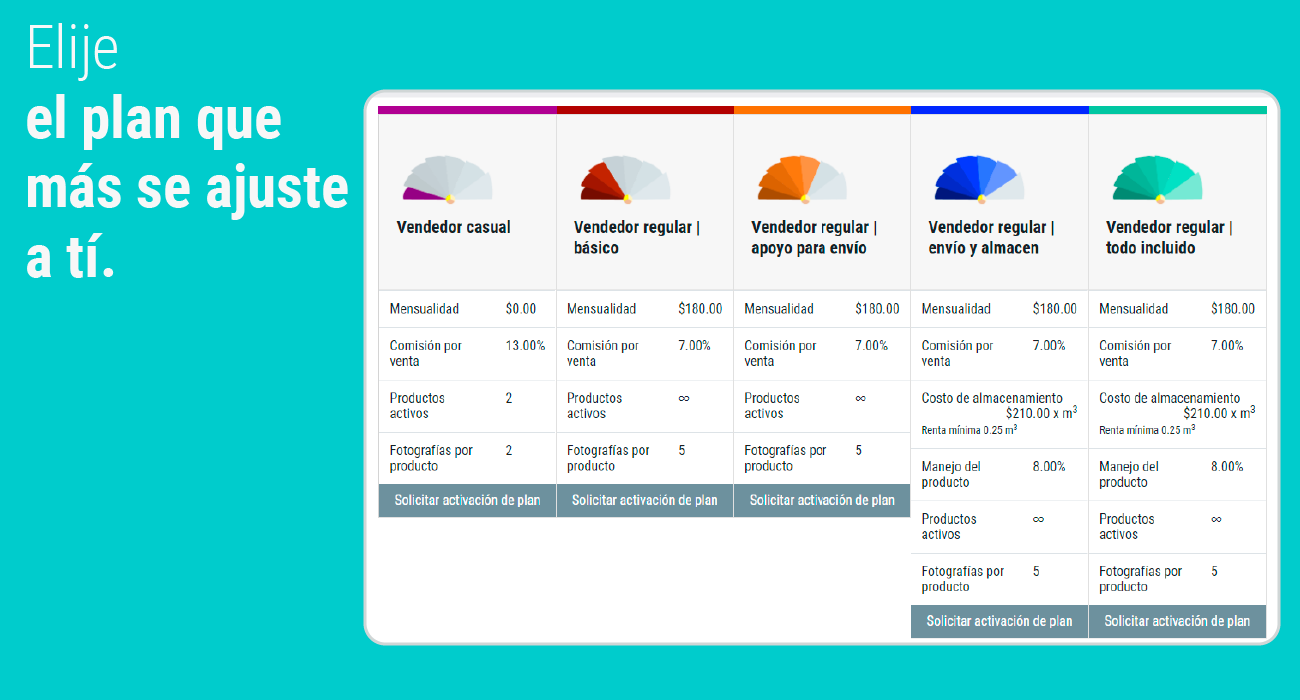 Elije
el plan que
más se ajuste
a tí.
Vendedor casual
Mensualidad $0.00
Comisión por 13.00%
venta
Productos 2
activos
Fotografías por 2
producto
Solicitar activación de plan
Vendedor regular |
básico
Mensualidad $180.00
Comisión por 7.00%
venta
Productos ∞
activos
Fotografías por 5
producto
Solicitar activación de plan
Vendedor regular |
apoyo para envío
Mensualidad $180.00
Comisión por 7.00%
venta
Productos ∞
activos
Fotografías por 5
producto
Solicitar activación de plan
Vendedor regular |
envío y almacen
Mensualidad $180.00
Comisión por 7.00%
venta
Costo de almacenamiento
$210.00 x m³
Renta mínima 0.25 m³
Manejo del 8.00%
producto
Productos ∞
activos
Fotografías por 5
producto
Solicitar activación de plan
Vendedor regular |
todo incluido
Mensualidad $180.00
Comisión por 7.00%
venta
Costo de almacenamiento
$210.00 x m³
Renta mínima 0.25 m³
Manejo del 8.00%
producto
Productos ∞
activos
Fotografías por 5
producto
Solicitar activación de plan